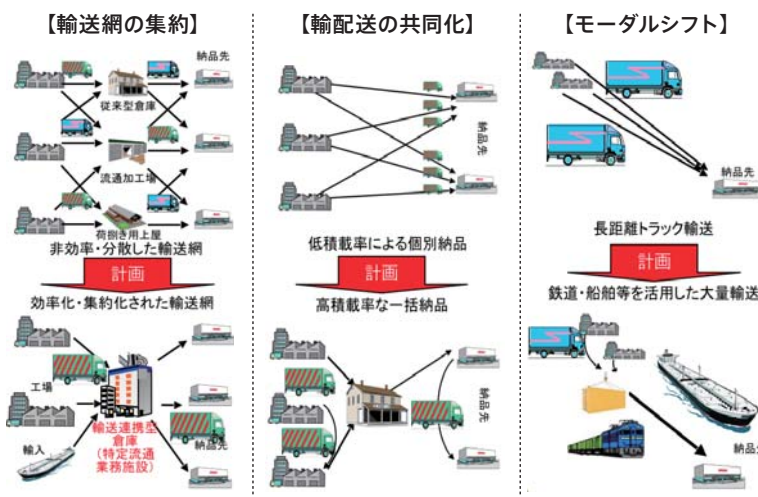 【輸送網の集約】
納品先
従来型倉庫
流通加工場
荷捌き用上屋
非効率・分散した輸送網
計画
効率化・集約化された輸送網
工場
輸入
輸送連携型
倉庫
(特定流通
業務施設)
納品先
【輸配送の共同化】
納品先
低積載率による個別納品
計画
高積載率な一括納品
納品先
【モーダルシフト】
納品先
長距離トラック輸送
計画
鉄道・船舶等を活用した大量輸送
納品先